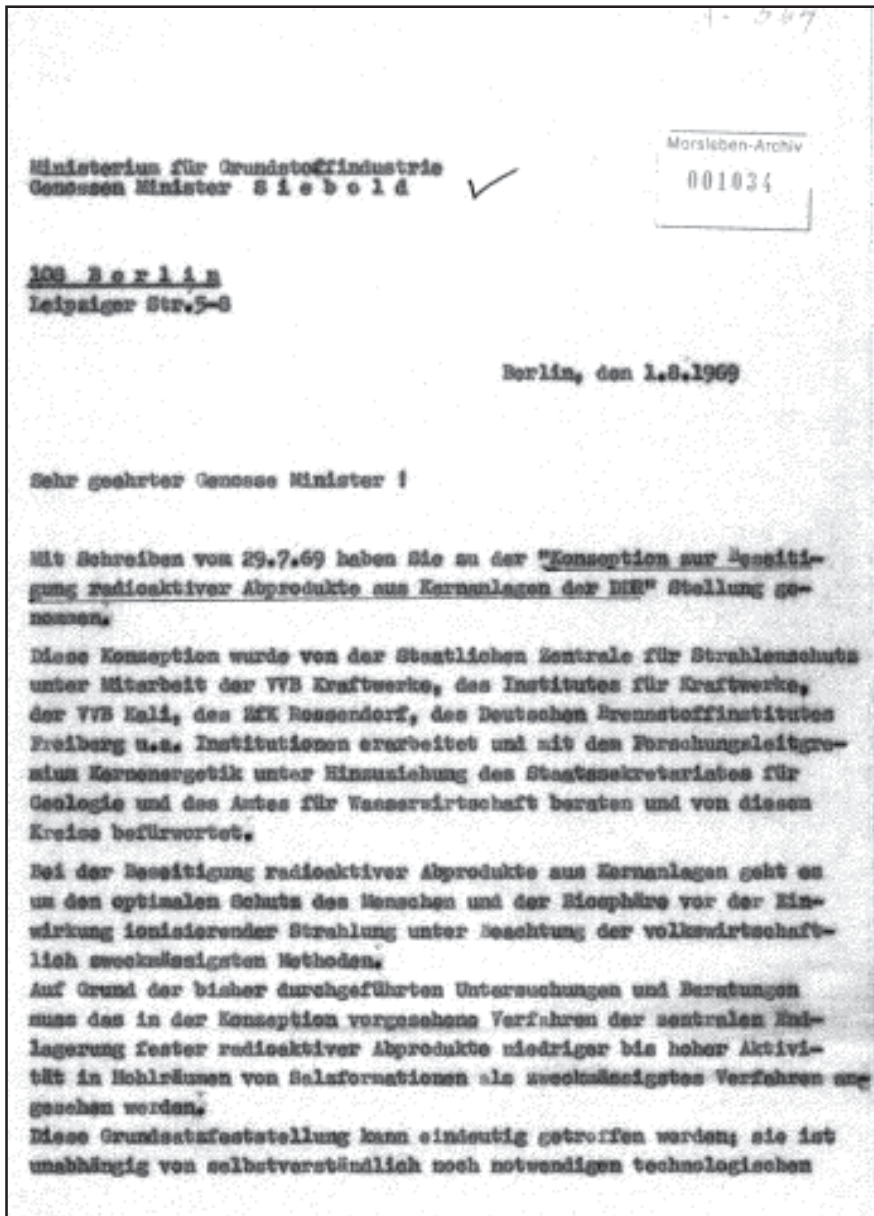 Morsleben-Archiv
001034
Ministerium für Grundstoffindustrie
Genossen Minister S i e b o l d
108 B e r l i n
Leipziger Str.5-8
Berlin, den 1.8.1969
Sehr geehrter Genosse Minister !
Mit Schreiben vom 29.7.69 haben Sie zu der "Konzeption zur Beseiti-
gung radioaktiver Abprodukte aus Kernanlagen der DDR" Stellung ge-
nommen.
Diese Konzeption wurde von der Staatlichen Zentrale für Strahlenschutz
unter Mitarbeit der VVB Kraftwerke, des Institutes für Kraftwerke,
der VVB Kali, des ZfK Rossendorf, des Deutschen Brennstoffinstitutes
Freiberg u.a. Institutionen erarbeitet und mit dem Forschungsleitgre-
mium Kernenergetik unter Hinzuziehung des Staatssekretariates für
Geologie und des Amtes für Wasserwirtschaft beraten und von diesem
Kreise befürwortet.
Bei der Beseitigung radioaktiver Abprodukte aus Kernanlagen geht es
um den optimalen Schutz des Menschen und der Biosphäre vor der Ein-
wirkung ionisierender Strahlung unter Beachtung der volkswirtschaft-
lich zweckmässigsten Methoden.
Auf Grund der bisher durchgeführten Untersuchungen und Beratungen
muss das in der Konzeption vorgesehene Verfahren der zentralen End-
lagerung fester radioaktiver Abprodukte niedriger bis hoher Aktivi-
tät in Hohlräumen von Salzformationen als zweckmässigstes Verfahren an-
gesehen werden.
Diese Grundsatzfeststellung kann eindeutig getroffen werden; sie ist
unabhängig von selbstverständlich noch notwendigen technologischen